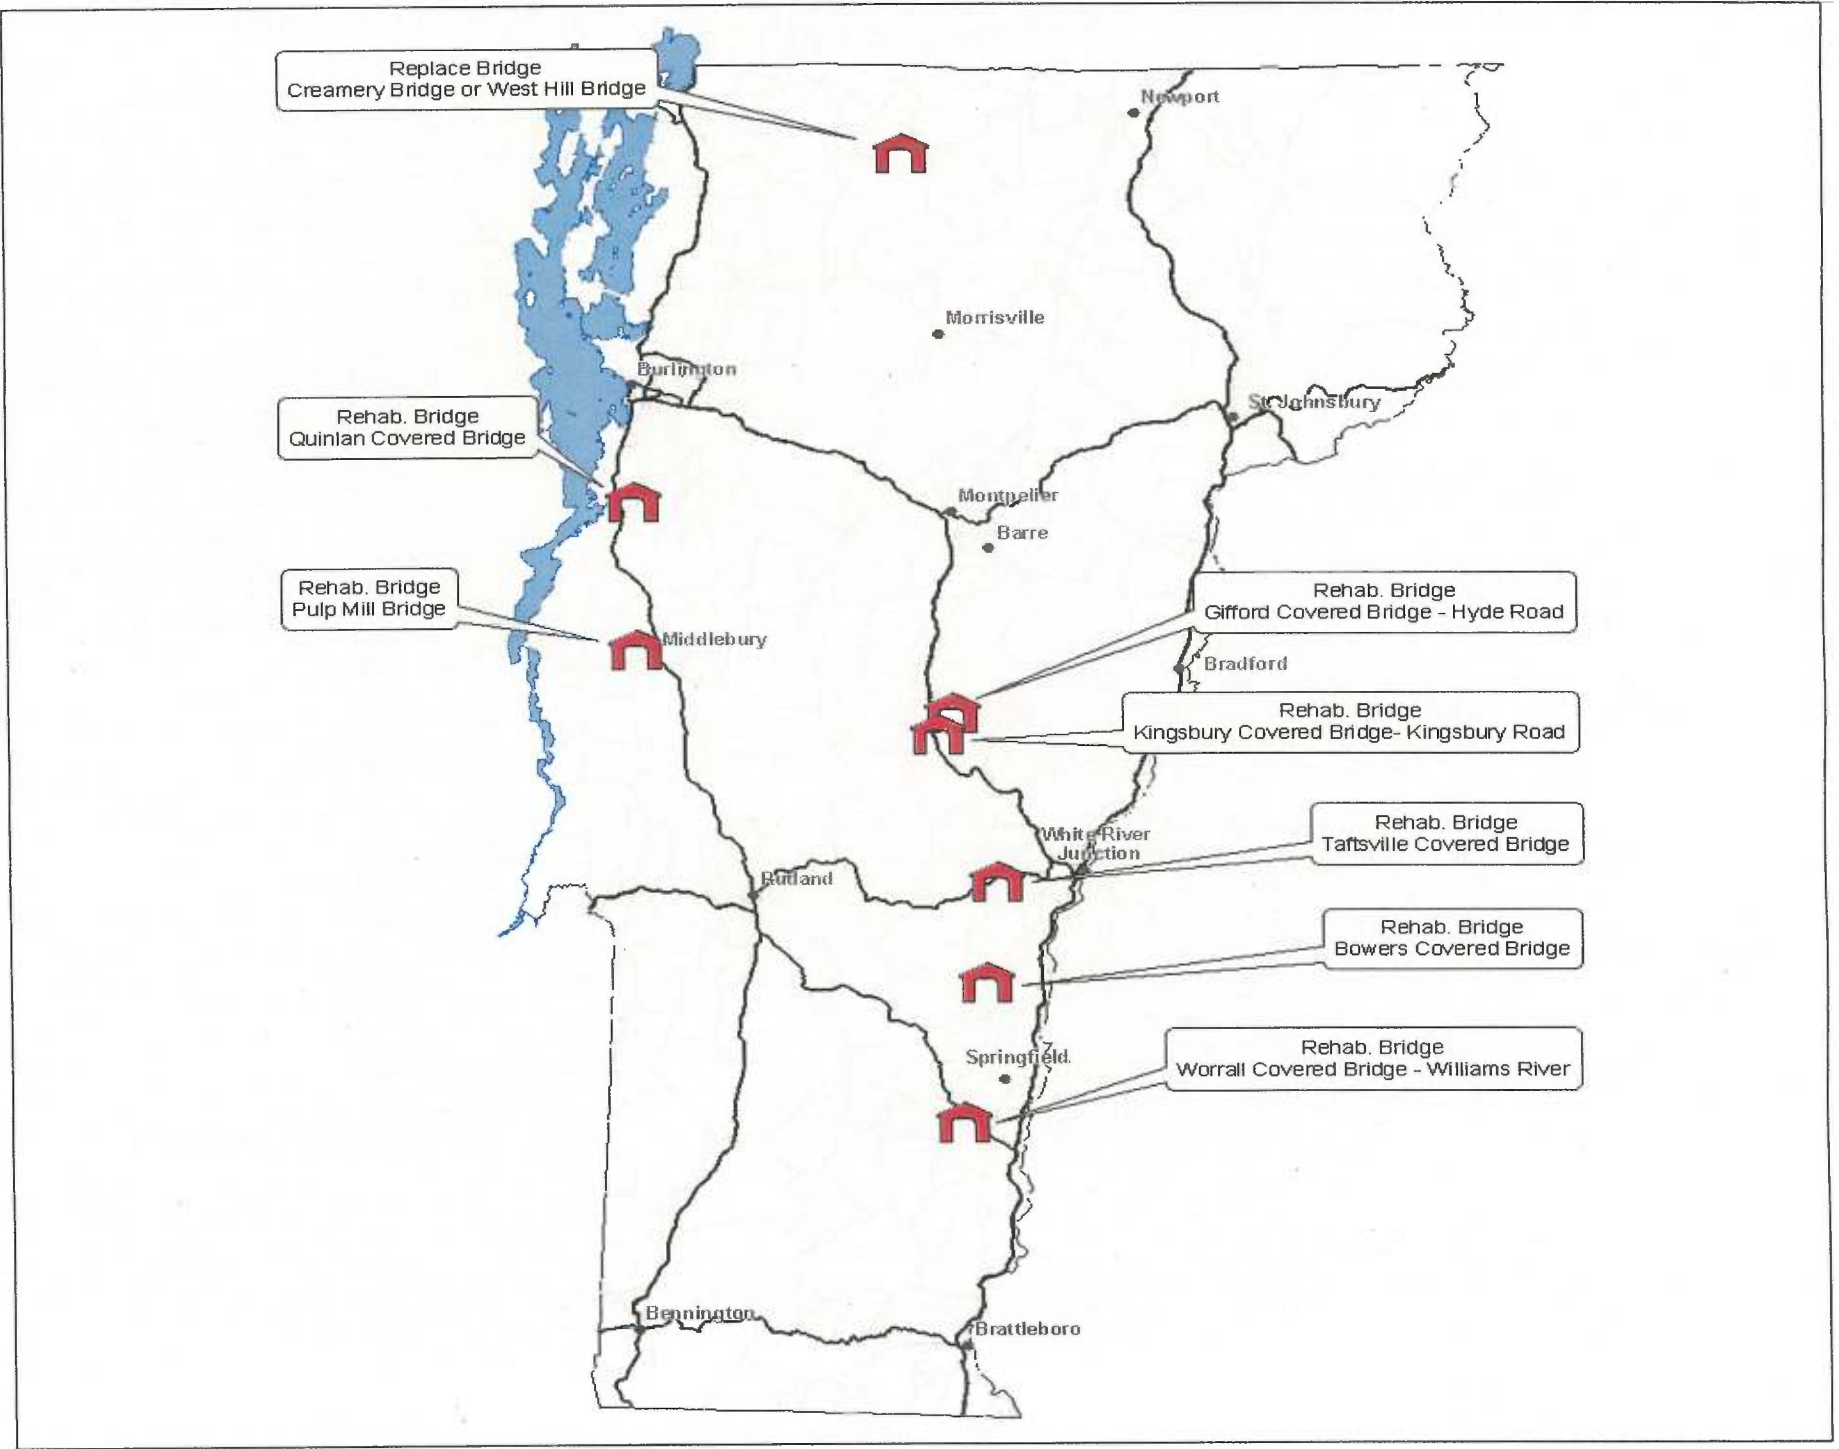 Replace Bridge
Creamery Bridge or West Hill Bridge
Newport
Morrisville
Burlington
St. Johnsbury
Rehab. Bridge
Quinlan Covered Bridge
Montpelier
Barre
Rehab. Bridge
Pulp Mill Bridge
Middlebury
Rehab. Bridge
Gifford Covered Bridge - Hyde Road
Bradford
Rehab. Bridge
Kingsbury Covered Bridge- Kingsbury Road
White River
Junction
Rehab. Bridge
Taftsville Covered Bridge
Rutland
Rehab. Bridge
Bowers Covered Bridge
Springfield
Rehab. Bridge
Worrall Covered Bridge - Williams River
Bennington
Brattleboro